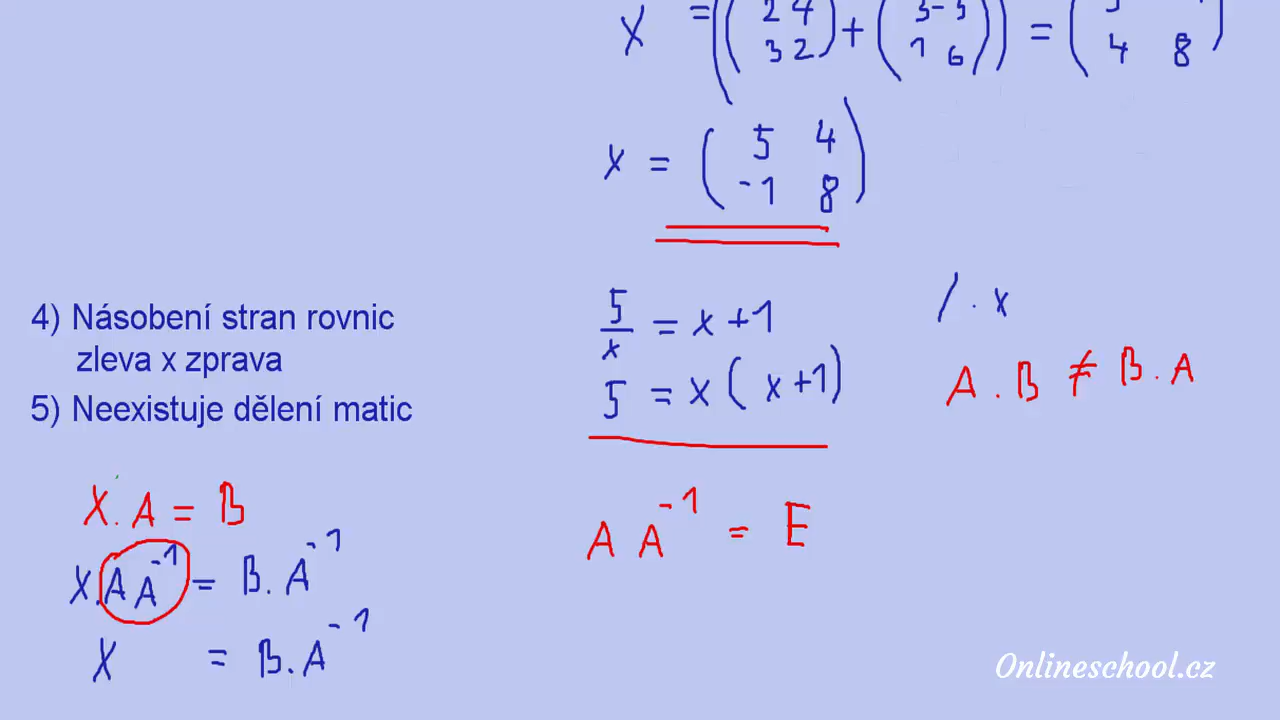 X = ((2 4 + 3-3)) = (
3 2 1 6 4 8
x = ( 5 4
-1 8 )
4) Násobení stran rovnic
zleva x zprava
5) Neexistuje dělení matic
5/x = x+1 / . x
5 = x ( x+1)
A . B ≠ B . A
X. A = B
X. A A⁻¹ = B. A⁻¹
X = B. A⁻¹
A A⁻¹ = E
Onlineschool.cz